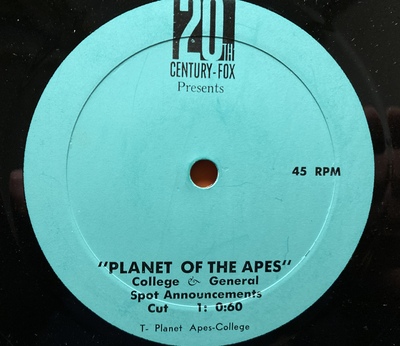 20TH
CENTURY-FOX
Presents
45 RPM
"PLANET OF THE APES"
College & General
Spot Announcements
Cut 1: 0:60
T- Planet Apes-College